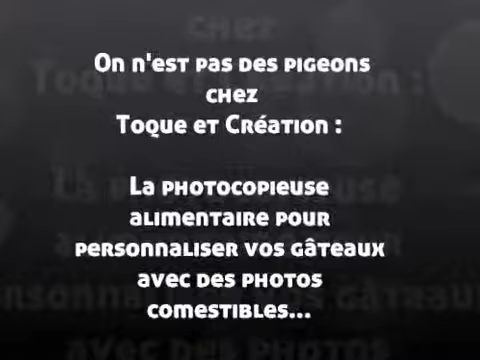 On n'est pas des pigeons
chez
Toque et Création :
La photocopieuse
alimentaire pour
personnaliser vos gâteaux
avec des photos
comestibles...